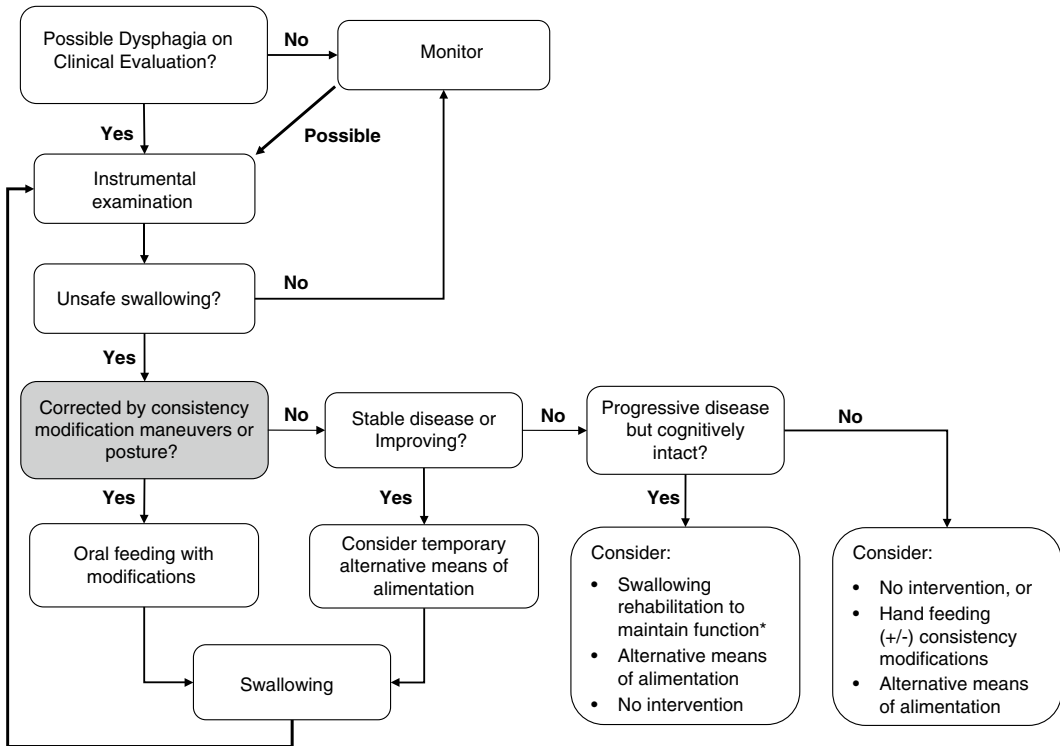 Possible Dysphagia on
Clinical Evaluation?
No
Monitor
Yes
Possible
Instrumental
examination
Unsafe swallowing?
No
Yes
Corrected by consistency
modification maneuvers or
posture?
No
Stable disease or
Improving?
No
Progressive disease
but cognitively
intact?
No
Yes
Yes
Yes
Oral feeding with
modifications
Consider temporary
alternative means of
alimentation
Consider:
• Swallowing
rehabilitation to
maintain function*
• Alternative means
of alimentation
• No intervention
Consider:
• No intervention, or
• Hand feeding
(+/-) consistency
modifications
• Alternative means
of alimentation
Swallowing